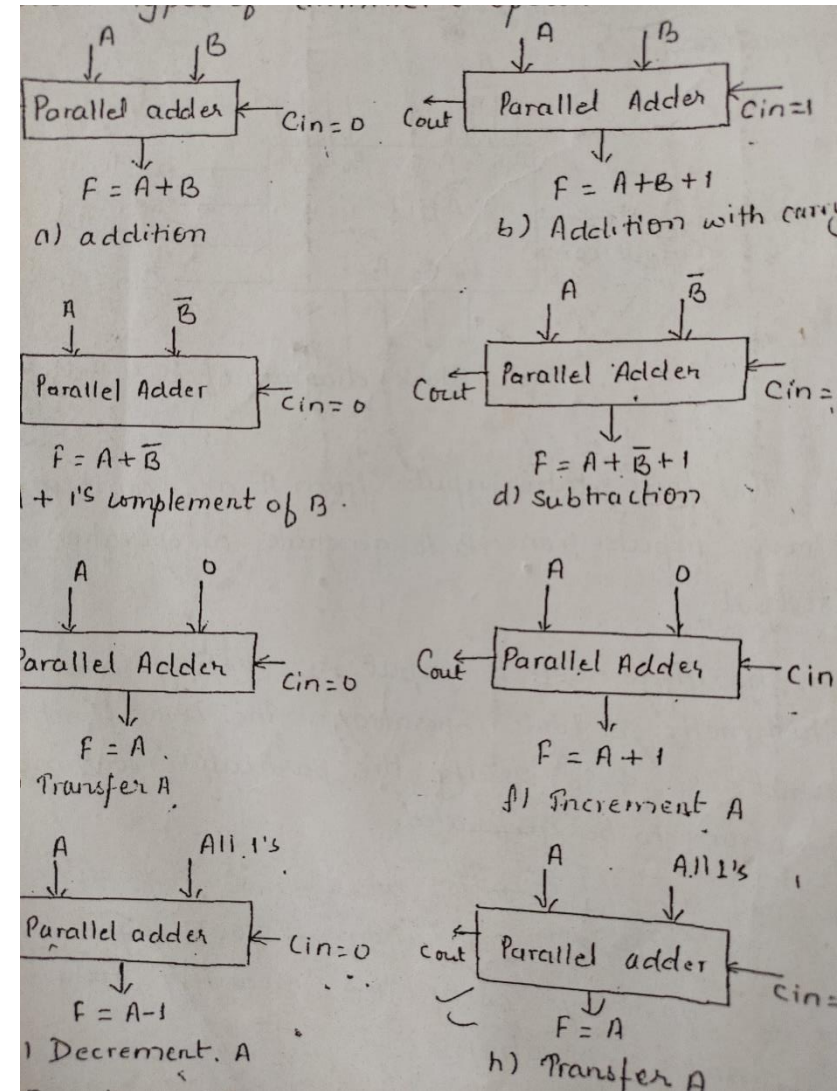 Types of
A B A B
Parallel adder Cin = 0 Cout Parallel Adder Cin=1
F = A+B F = A+B+1
a) addition b) Addition with carry
A B̅ A B̅
Parallel Adder Cin = 0 Cout Parallel Adder Cin =
F = A + B̅ F = A + B̅ + 1
+ 1's complement of B. d) subtraction
A 0 A 0
Parallel Adder Cin = 0 Cout Parallel Adder Cin
F = A. F = A + 1
Transfer A f) Increment A
A All 1's A All 1's
Parallel adder Cin = 0 Cout Parallel adder Cin =
F = A-1 F = A
) Decrement. A h) Transfer A